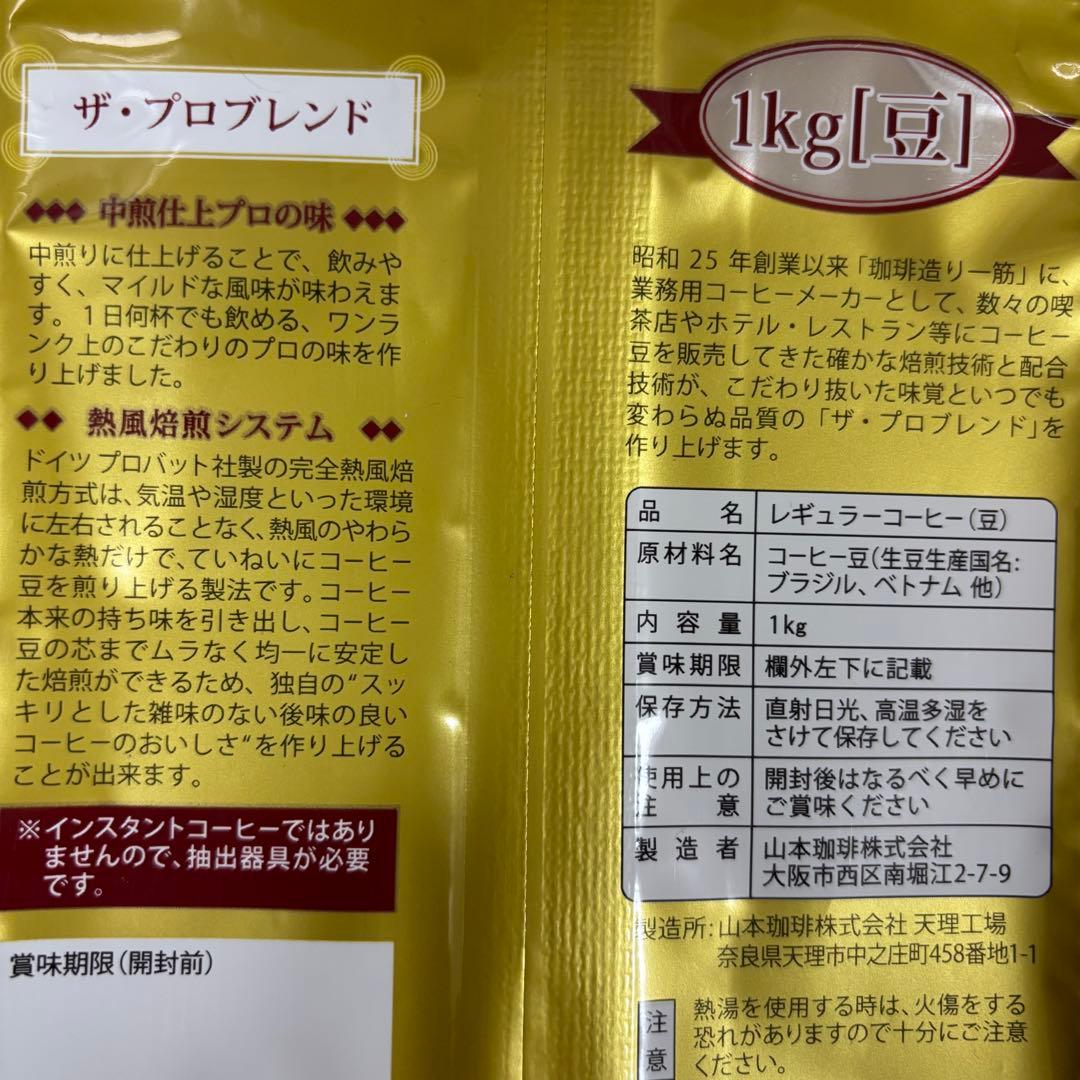 ザ・プロブレンド
◆◆◆ 中煎仕上プロの味 ◆◆◆
中煎りに仕上げることで、飲みや
すく、マイルドな風味が味わえま
す。1日何杯でも飲める、ワンラ
ンク上のこだわりのプロの味を作
り上げました。
◆◆ 熱風焙煎システム ◆◆
ドイツ プロバット社製の完全熱風焙
煎方式は、気温や湿度といった環境
に左右されることなく、熱風のやわら
かな熱だけで、ていねいにコーヒー
豆を煎り上げる製法です。コーヒー
本来の持ち味を引き出し、コーヒー
豆の芯までムラなく均一に安定し
た焙煎ができるため、独自の“スッ
キリとした雑味のない後味の良い
コーヒーのおいしさ“を作り上げる
ことが出来ます。
※インスタントコーヒーではあり
ませんので、抽出器具が必要
です。
賞味期限(開封前)
1kg[豆]
昭和 25 年創業以来「珈琲造り一筋」に、
業務用コーヒーメーカーとして、数々の喫
茶店やホテル・レストラン等にコーヒー
豆を販売してきた確かな焙煎技術と配合
技術が、こだわり抜いた味覚といつでも
変わらぬ品質の「ザ・プロブレンド」を
作り上げます。
品名 レギュラーコーヒー(豆)
原材料名 コーヒー豆(生豆生産国名:
ブラジル、ベトナム 他)
内容量 1kg
賞味期限 欄外左下に記載
保存方法 直射日光、高温多湿を
さけて保存してください
使用上の 開封後はなるべく早めに
注意 ご賞味ください
製造者 山本珈琲株式会社
大阪市西区南堀江2-7-9
製造所:山本珈琲株式会社 天理工場
奈良県天理市中之庄町458番地1-1
注意 熱湯を使用する時は、火傷をする
恐れがありますので十分にご注意
ください。